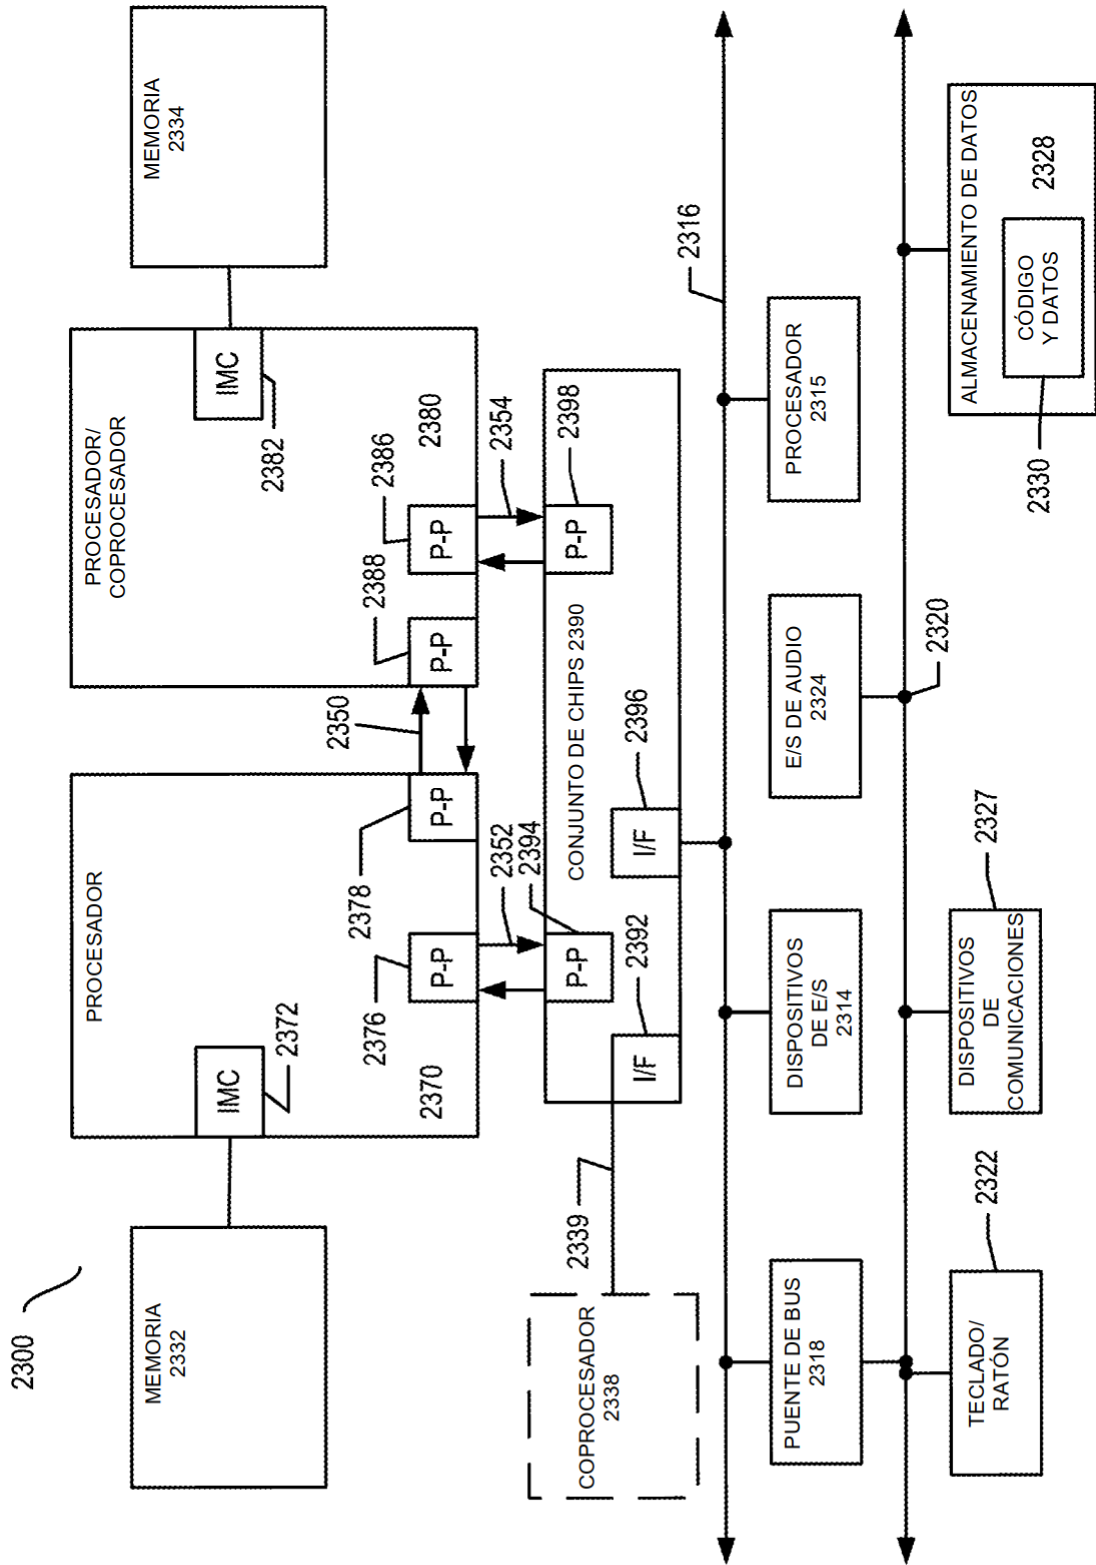 2300
MEMORIA
2332
PROCESADOR
IMC
2372
2370
P-P
2376
P-P
2378
2350
PROCESADOR/
COPROCESADOR
IMC
2382
P-P
2388
P-P
2386
2380
MEMORIA
2334
2352
2354
COPROCESADOR
2338
2339
CONJUNTO DE CHIPS 2390
P-P
2394
P-P
2398
I/F
2392
I/F
2396
2316
PUENTE DE BUS
2318
DISPOSITIVOS
DE E/S
2314
E/S DE AUDIO
2324
PROCESADOR
2315
2320
TECLADO/
RATÓN
2322
DISPOSITIVOS
DE
COMUNICACIONES
2327
ALMACENAMIENTO DE DATOS
2328
CÓDIGO
Y DATOS
2330